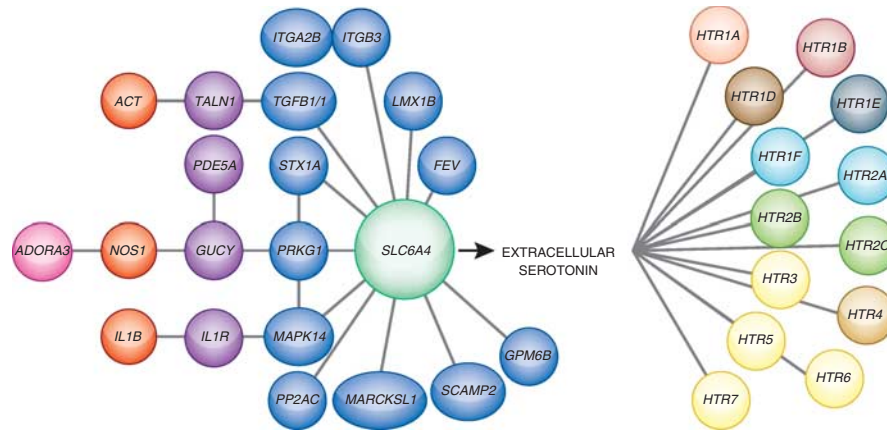 ITGA2B ITGB3
ACT TALN1 TGFB1/1 LMX1B
PDE5A STX1A FEV
ADORA3 NOS1 GUCY PRKG1 SLC6A4
EXTRACELLULAR
SEROTONIN
IL1B IL1R MAPK14
GPM6B
PP2AC MARCKSL1 SCAMP2
HTR1A
HTR1B
HTR1D
HTR1E
HTR1F
HTR2A
HTR2B
HTR2C
HTR3
HTR4
HTR5
HTR6
HTR7